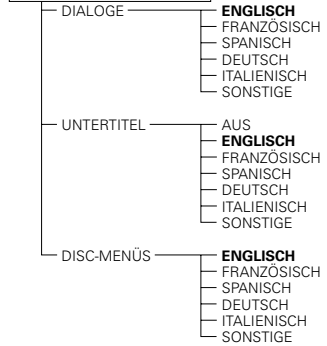 DIALOGE ENGLISCH
FRANZÖSISCH
SPANISCH
DEUTSCH
ITALIENISCH
SONSTIGE
UNTERTITEL AUS
ENGLISCH
FRANZÖSISCH
SPANISCH
DEUTSCH
ITALIENISCH
SONSTIGE
DISC-MENÜS ENGLISCH
FRANZÖSISCH
SPANISCH
DEUTSCH
ITALIENISCH
SONSTIGE